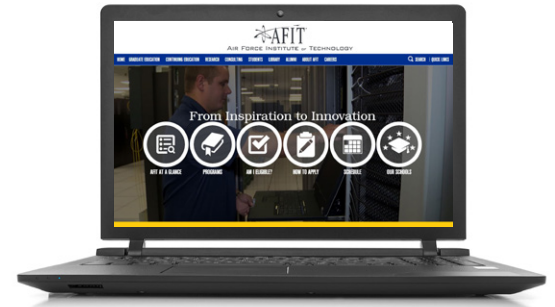 AFIT
AIR FORCE INSTITUTE OF TECHNOLOGY
HOME GRADUATE EDUCATION CONTINUING EDUCATION RESEARCH CONSULTING STUDENTS LIBRARY ALUMNI ABOUT AFIT CAREERS SEARCH | QUICK LINKS
From Inspiration to Innovation
AFIT AT A GLANCE PROGRAMS AM I ELIGIBLE? HOW TO APPLY SCHEDULE OUR SCHOOLS